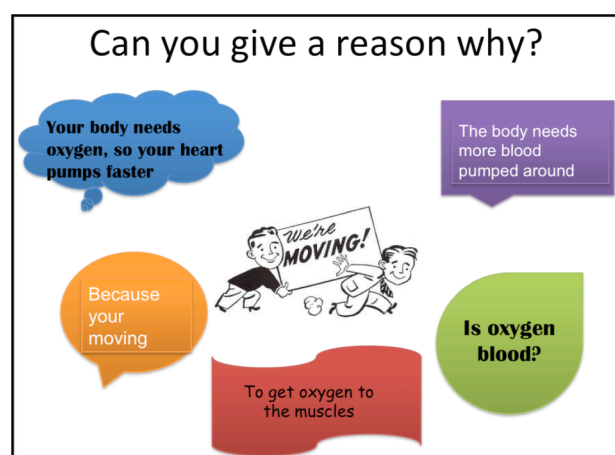 Can you give a reason why?
Your body needs
oxygen, so your heart
pumps faster
The body needs
more blood
pumped around
We're
MOVING!
Because
your
moving
Is oxygen
blood?
To get oxygen to
the muscles